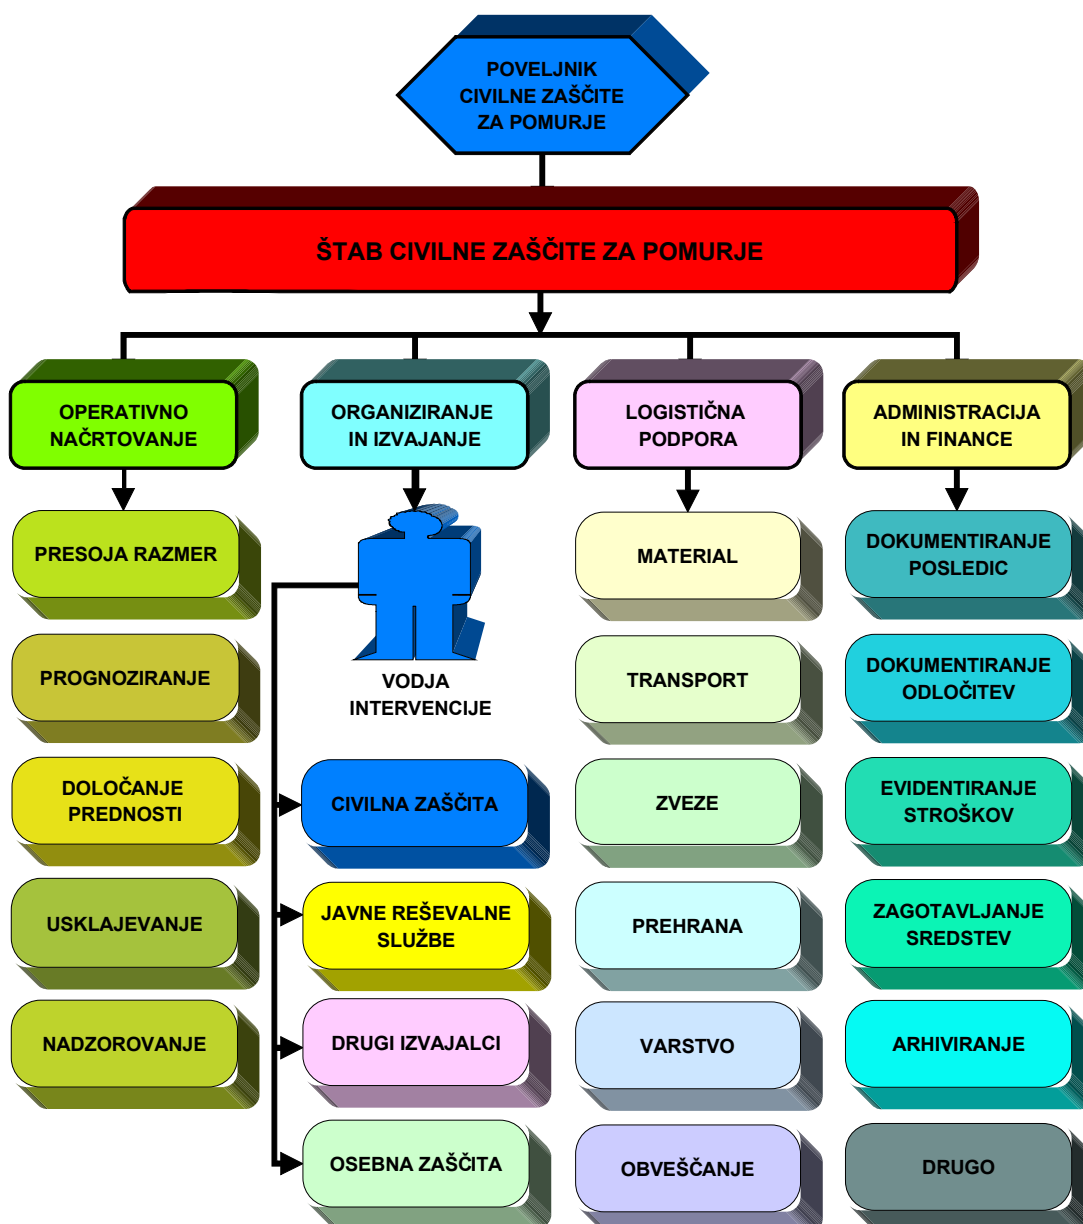 POVELJNIK
CIVILNE ZAŠČITE
ZA POMURJE
ŠTAB CIVILNE ZAŠČITE ZA POMURJE
OPERATIVNO
NAČRTOVANJE
PRESOJA RAZMER
PROGNOZIRANJE
DOLOČANJE
PREDNOSTI
USKLAJEVANJE
NADZOROVANJE
ORGANIZIRANJE
IN IZVAJANJE
VODJA
INTERVENCIJE
CIVILNA ZAŠČITA
JAVNE REŠEVALNE
SLUŽBE
DRUGI IZVAJALCI
OSEBNA ZAŠČITA
LOGISTIČNA
PODPORA
MATERIAL
TRANSPORT
ZVEZE
PREHRANA
VARSTVO
OBVEŠČANJE
ADMINISTRACIJA
IN FINANCE
DOKUMENTIRANJE
POSLEDIC
DOKUMENTIRANJE
ODLOČITEV
EVIDENTIRANJE
STROŠKOV
ZAGOTAVLJANJE
SREDSTEV
ARHIVIRANJE
DRUGO